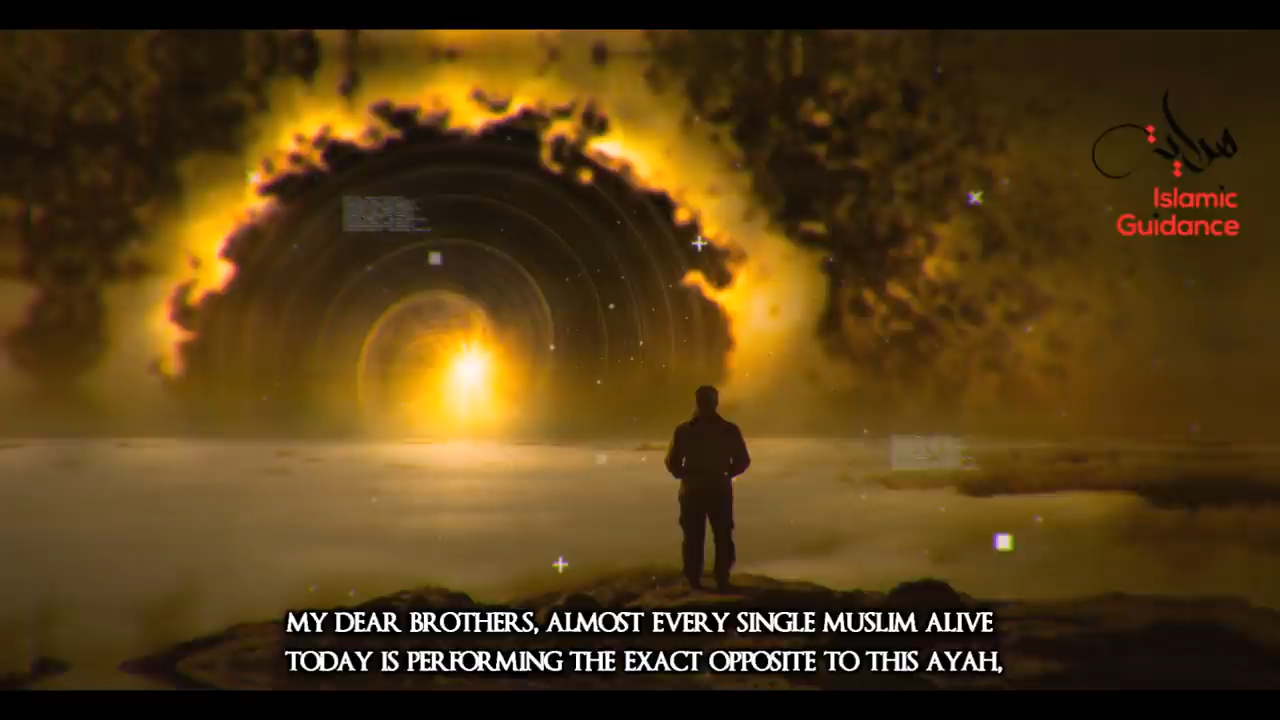 هداية
Islamic
Guidance
MY DEAR BROTHERS, ALMOST EVERY SINGLE MUSLIM ALIVE
TODAY IS PERFORMING THE EXACT OPPOSITE TO THIS AYAH,